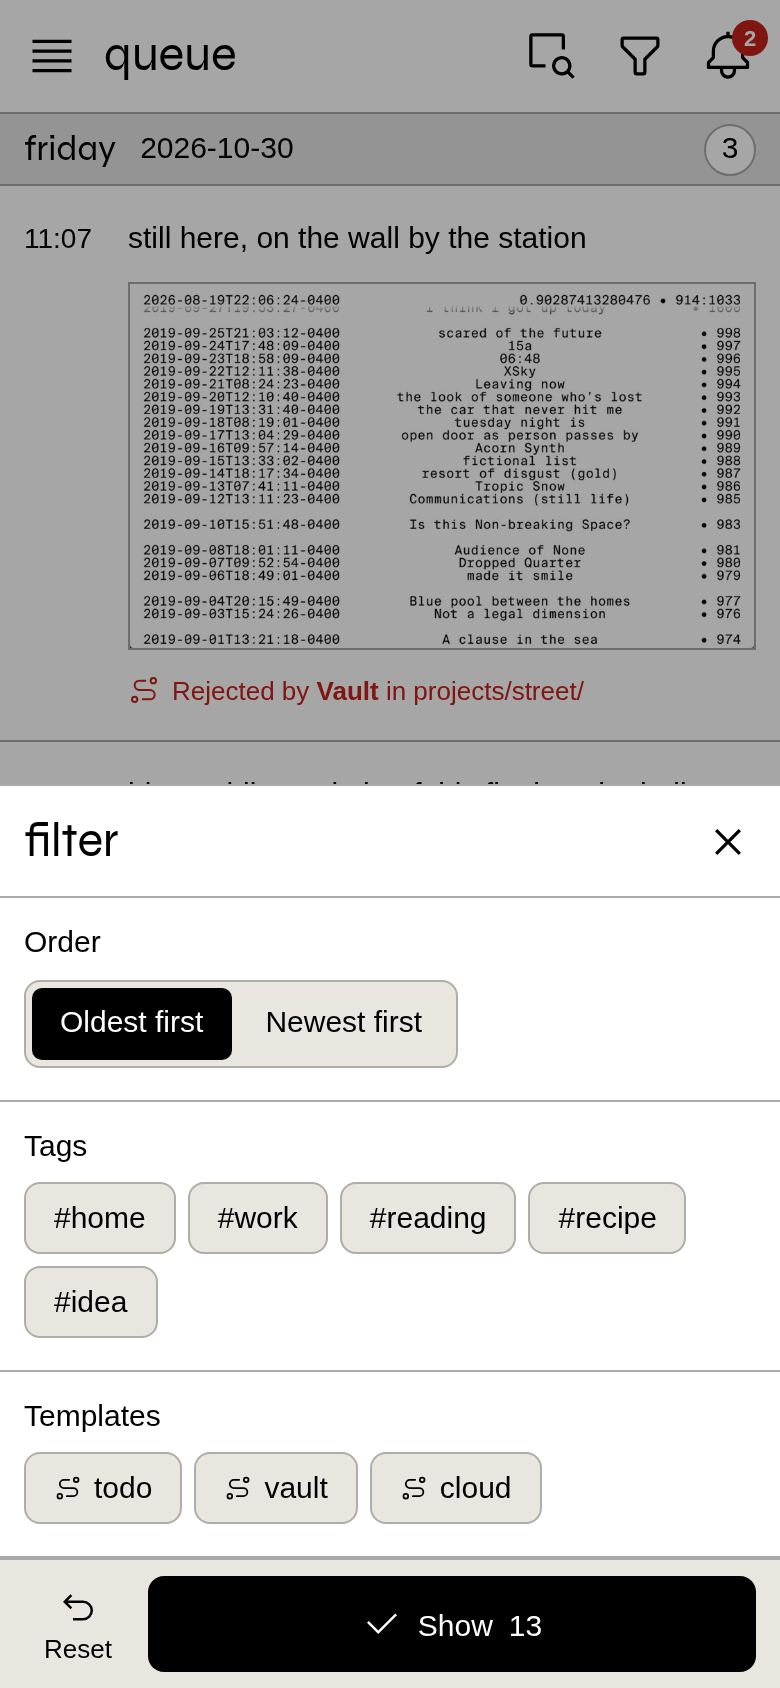 queue
2
friday 2026-10-30 3
11:07 still here, on the wall by the station
2026-08-19T22:06:24-0400 0.90287413280476 • 914:1033
2019-09-25T21:03:12-0400 scared of the future • 998
2019-09-24T17:48:09-0400 15a • 997
2019-09-23T18:58:09-0400 06:48 • 996
2019-09-22T12:11:38-0400 XSky • 995
2019-09-21T08:24:23-0400 Leaving now • 994
2019-09-20T12:10:40-0400 the look of someone who's lost • 993
2019-09-19T13:31:40-0400 the car that never hit me • 992
2019-09-18T08:19:01-0400 tuesday night is • 991
2019-09-17T13:04:29-0400 open door as person passes by • 990
2019-09-16T09:57:14-0400 Acorn Synth • 989
2019-09-15T13:33:02-0400 fictional list • 988
2019-09-14T18:17:34-0400 resort of disgust (gold) • 987
2019-09-13T07:41:11-0400 Tropic Snow • 986
2019-09-12T13:11:23-0400 Communications (still life) • 985
2019-09-10T15:51:48-0400 Is this Non-breaking Space? • 983
2019-09-08T18:01:11-0400 Audience of None • 981
2019-09-07T09:52:54-0400 Dropped Quarter • 980
2019-09-06T18:49:01-0400 made it smile • 979
2019-09-04T20:15:49-0400 Blue pool between the homes • 977
2019-09-03T15:24:26-0400 Not a legal dimension • 976
2019-09-01T13:21:18-0400 A clause in the sea • 974
Rejected by Vault in projects/street/
filter
Order
Oldest first Newest first
Tags
#home #work #reading #recipe
#idea
Templates
todo vault cloud
Reset Show 13